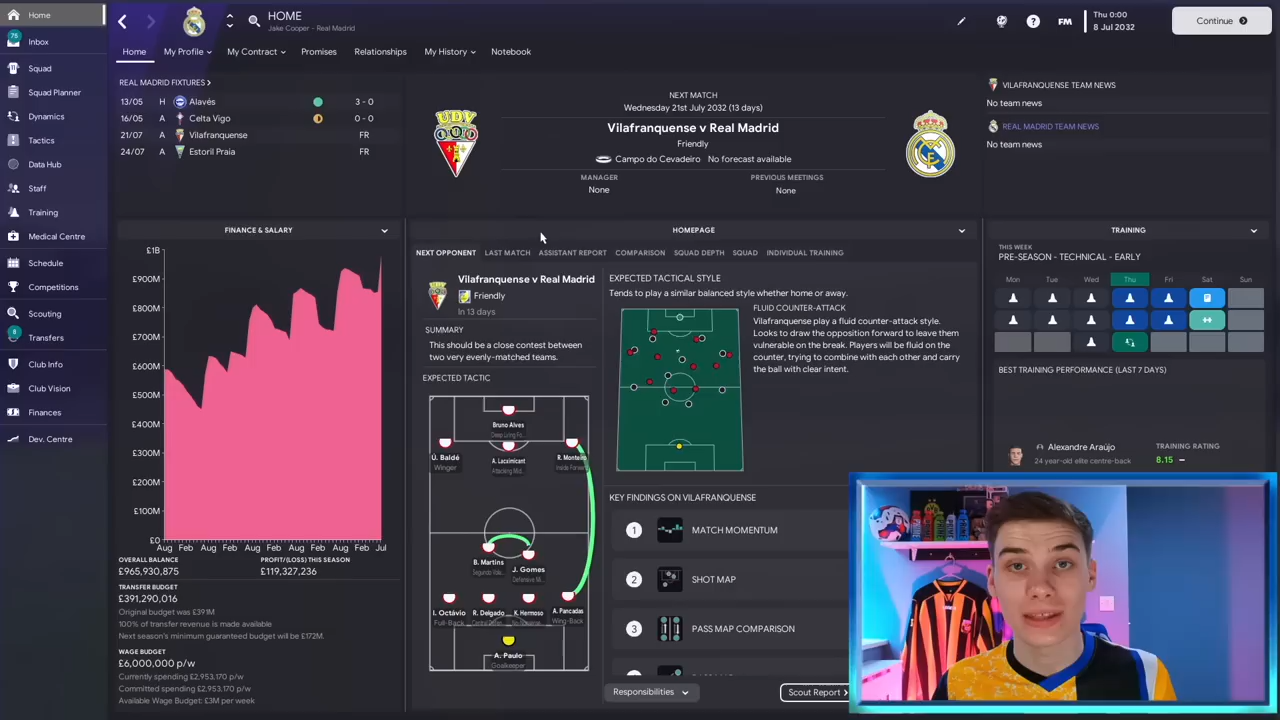 Home
75
Inbox
Squad
Squad Planner
Dynamics
Tactics
Data Hub
Staff
Training
Medical Centre
Schedule
Competitions
Scouting
8
Transfers
Club Info
Club Vision
Finances
Dev. Centre
HOME
Jake Cooper - Real Madrid
?
FM
Thu 0:00
8 Jul 2032
Continue
Home
My Profile
My Contract
Promises
Relationships
My History
Notebook
REAL MADRID FIXTURES
13/05 H Alavés 3 - 0
16/05 A Celta Vigo 0 - 0
21/07 A Vilafranquense FR
24/07 A Estoril Praia FR
NEXT MATCH
Wednesday 21st July 2032 (13 days)
UDV
Vilafranquense v Real Madrid
Friendly
Campo do Cevadeiro No forecast available
MANAGER
None
PREVIOUS MEETINGS
None
VILAFRANQUENSE TEAM NEWS
No team news
REAL MADRID TEAM NEWS
No team news
FINANCE & SALARY
£1B
£900M
£800M
£700M
£600M
£500M
£400M
£300M
£200M
£100M
£0
Aug Feb Aug Feb Aug Feb Aug Feb Aug Feb Jul
OVERALL BALANCE
£965,930,875
PROFIT/(LOSS) THIS SEASON
£119,327,236
TRANSFER BUDGET
£391,290,016
Original budget was £391M
100% of transfer revenue is made available
Next season's minimum guaranteed budget will be £172M.
WAGE BUDGET
£6,000,000 p/w
Currently spending £2,953,170 p/w
Committed spending £2,953,170 p/w
Available Wage Budget: £3M per week
HOMEPAGE
NEXT OPPONENT
LAST MATCH
ASSISTANT REPORT
COMPARISON
SQUAD DEPTH
SQUAD
INDIVIDUAL TRAINING
Vilafranquense v Real Madrid
Friendly
In 13 days
SUMMARY
This should be a close contest between
two very evenly-matched teams.
EXPECTED TACTIC
Bruno Alves
Ú. Baldé
Winger
A. Lacximicant
R. Monteiro
B. Martins
J. Gomes
I. Octávio
Full-Back
R. Delgado
K. Hermoso
A. Pancadas
Wing-Back
A. Paulo
Goalkeeper
EXPECTED TACTICAL STYLE
Tends to play a similar balanced style whether home or away.
FLUID COUNTER-ATTACK
Vilafranquense play a fluid counter-attack style.
Looks to draw the opposition forward to leave them
vulnerable on the break. Players will be fluid on the
counter, trying to combine with each other and carry
the ball with clear intent.
KEY FINDINGS ON VILAFRANQUENSE
1 MATCH MOMENTUM
2 SHOT MAP
3 PASS MAP COMPARISON
Responsibilities
Scout Report
TRAINING
THIS WEEK
PRE-SEASON - TECHNICAL - EARLY
Mon Tue Wed Thu Fri Sat Sun
BEST TRAINING PERFORMANCE (LAST 7 DAYS)
Alexandre Araújo
24 year-old elite centre-back
TRAINING RATING
8.15